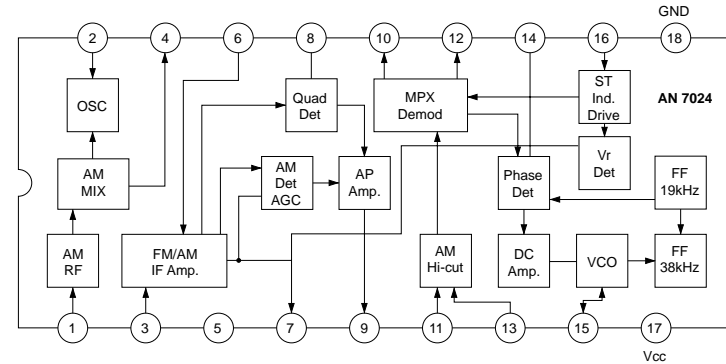 GND
2
4
6
8
10
12
14
16
18
OSC
Quad
Det
MPX
Demod
ST
Ind.
Drive
AN 7024
AM
MIX
AM
Det
AGC
AP
Amp.
Phase
Det
Vr
Det
FF
19kHz
AM
RF
FM/AM
IF Amp.
AM
Hi-cut
DC
Amp.
VCO
FF
38kHz
1
3
5
7
9
11
13
15
17
Vcc